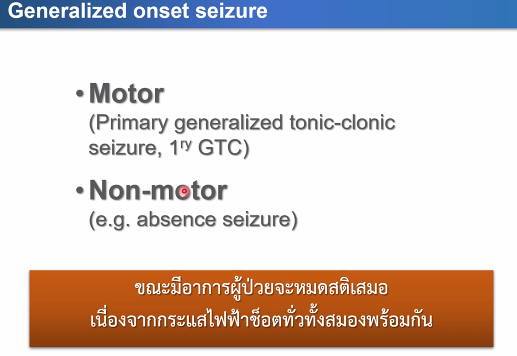 Generalized onset seizure
• Motor
(Primary generalized tonic-clonic
seizure, 1ry GTC)
• Non-motor
(e.g. absence seizure)
ขณะมีอาการผู้ป่วยจะหมดสติเสมอ
เนื่องจากกระแสไฟฟ้าช็อตทั่วทั้งสมองพร้อมกัน